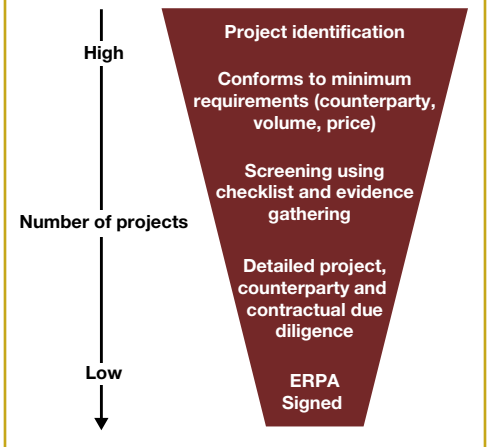 High
Number of projects
Low
Project identification
Conforms to minimum
requirements (counterparty,
volume, price)
Screening using
checklist and evidence
gathering
Detailed project,
counterparty and
contractual due
diligence
ERPA
Signed